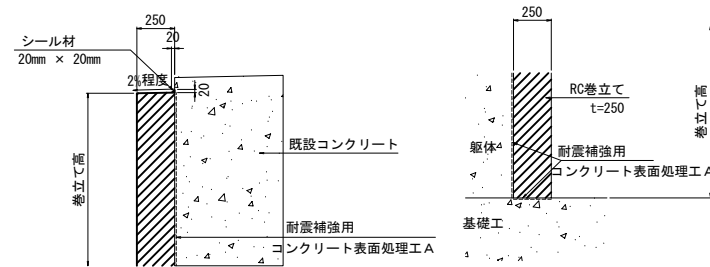 250
20
シール材
20mm × 20mm
2%程度
20
巻立て高
既設コンクリート
耐震補強用
コンクリート表面処理工A
250
RC巻立て
t=250
躯体
耐震補強用
コンクリート表面処理工A
基礎工
巻立て高